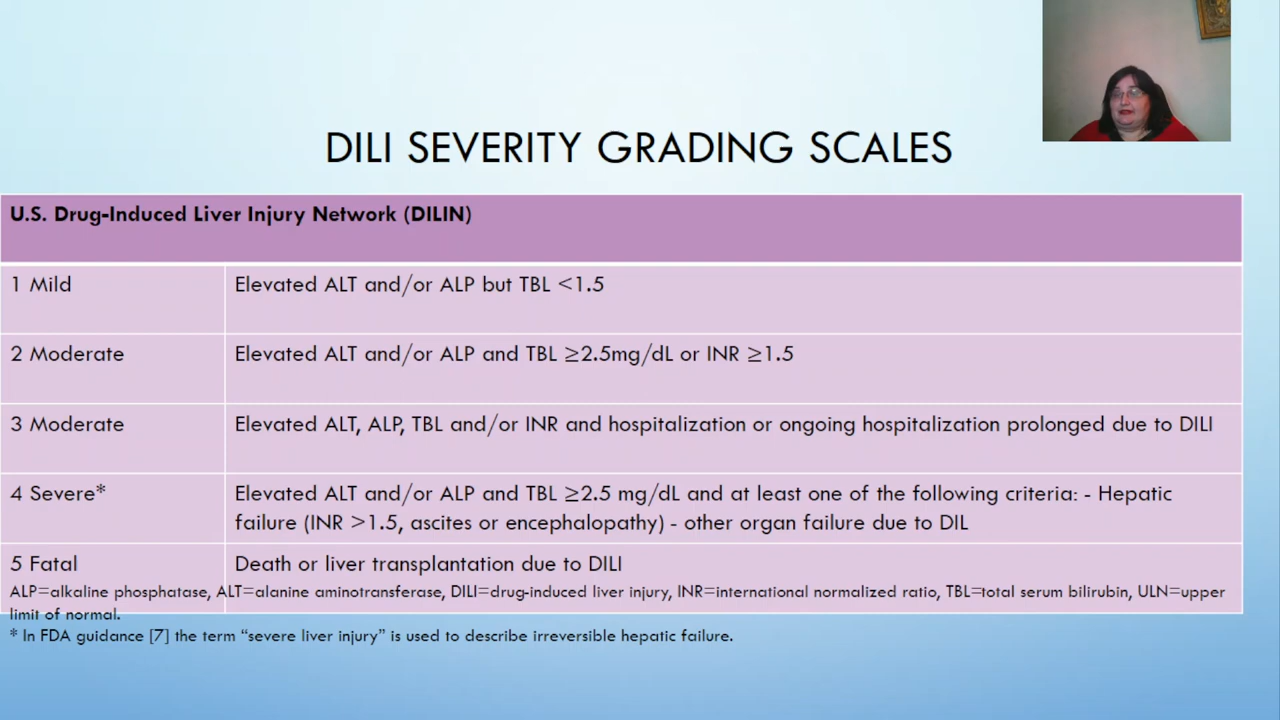 DILI SEVERITY GRADING SCALES
U.S. Drug-Induced Liver Injury Network (DILIN)
1 Mild
Elevated ALT and/or ALP but TBL <1.5
2 Moderate
Elevated ALT and/or ALP and TBL ≥2.5mg/dL or INR ≥1.5
3 Moderate
Elevated ALT, ALP, TBL and/or INR and hospitalization or ongoing hospitalization prolonged due to DILI
4 Severe*
Elevated ALT and/or ALP and TBL ≥2.5 mg/dL and at least one of the following criteria: - Hepatic
failure (INR >1.5, ascites or encephalopathy) - other organ failure due to DIL
5 Fatal
Death or liver transplantation due to DILI
ALP=alkaline phosphatase, ALT=alanine aminotransferase, DILI=drug-induced liver injury, INR=international normalized ratio, TBL=total serum bilirubin, ULN=upper
limit of normal.
* In FDA guidance [7] the term “severe liver injury” is used to describe irreversible hepatic failure.